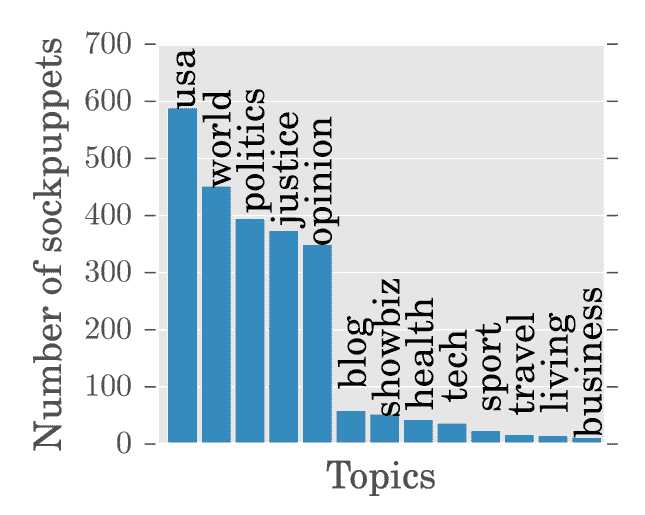 700
600
500
400
300
200
100
0
Number of sockpuppets
usa
world
politics
justice
opinion
blog
showbiz
health
tech
sport
travel
living
business
Topics